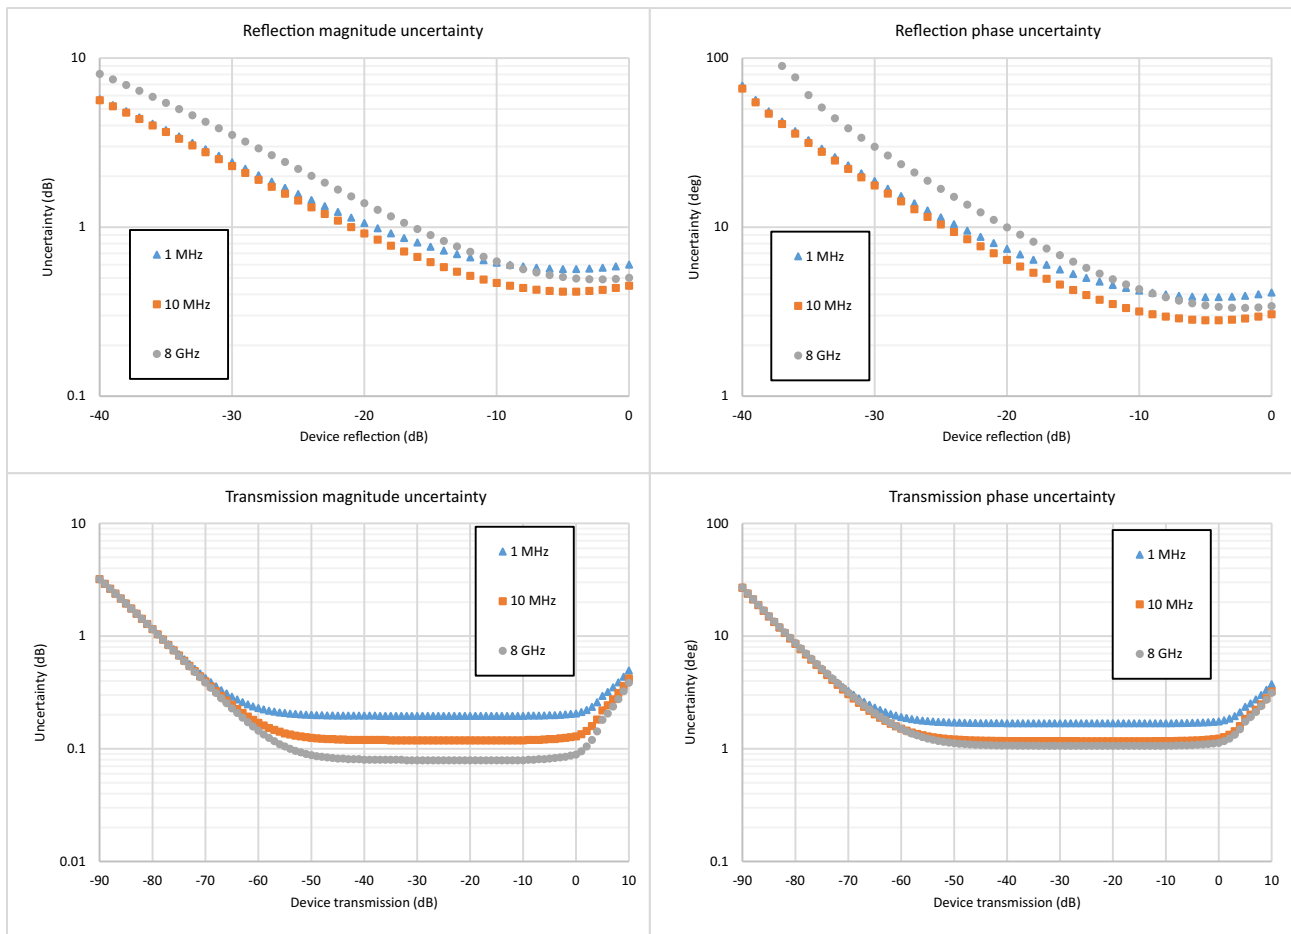 Reflection magnitude uncertainty
10
1
0.1
Uncertainty (dB)
1 MHz
10 MHz
8 GHz
-40 -30 -20 -10 0
Device reflection (dB)
Reflection phase uncertainty
100
10
1
Uncertainty (deg)
1 MHz
10 MHz
8 GHz
-40 -30 -20 -10 0
Device reflection (dB)
Transmission magnitude uncertainty
10
1
0.1
0.01
Uncertainty (dB)
1 MHz
10 MHz
8 GHz
-90 -80 -70 -60 -50 -40 -30 -20 -10 0 10
Device transmission (dB)
Transmission phase uncertainty
100
10
1
0.1
Uncertainty (deg)
1 MHz
10 MHz
8 GHz
-90 -80 -70 -60 -50 -40 -30 -20 -10 0 10
Device transmission (dB)